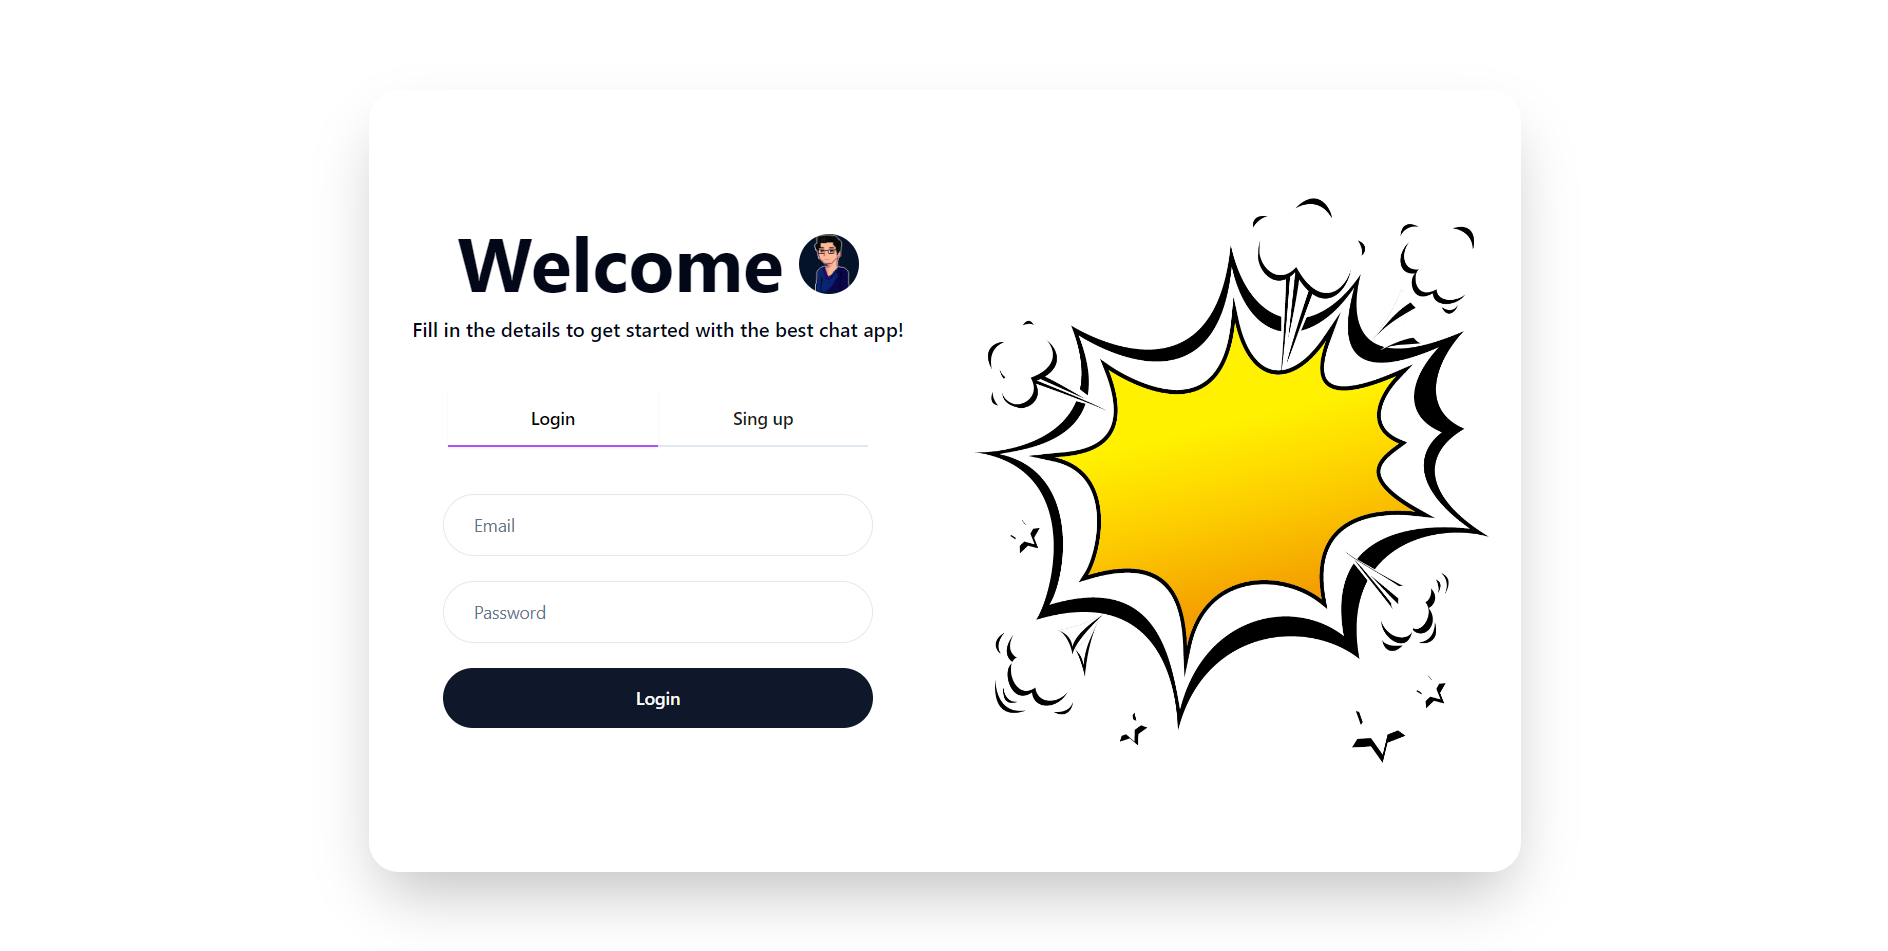 Welcome
Fill in the details to get started with the best chat app!
Login
Sing up
Email
Password
Login